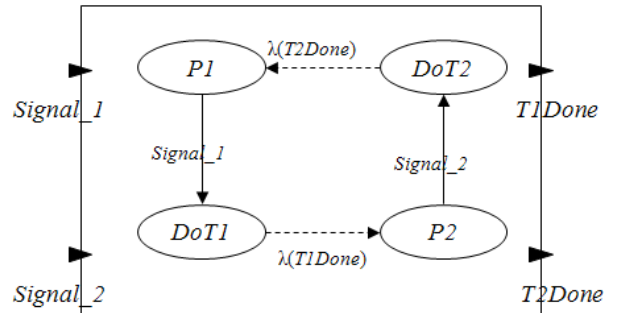 λ(T2Done)
P1
DoT2
Signal_1
T1Done
Signal_1
Signal_2
DoT1
P2
λ(T1Done)
Signal_2
T2Done